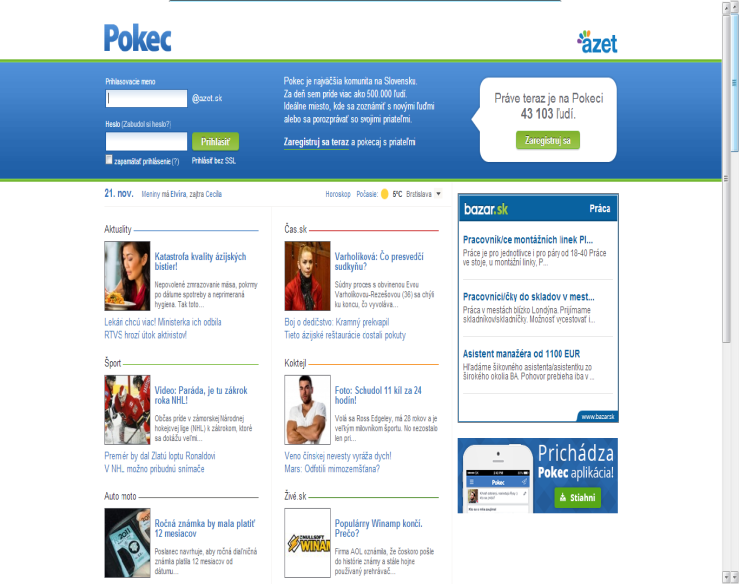 Pokec
azet
Prihlasovacie meno
@azet.sk
Heslo (Zabudol si heslo?)
Prihlásiť
zapamätať prihlásenie (?)
Prihlásiť bez SSL
Pokec je najväčšia komunita na Slovensku.
Za deň sem príde viac ako 500.000 ľudí.
Ideálne miesto, kde sa zoznámiť s novými ľuďmi
alebo sa porozprávať so svojimi priateľmi.
Zaregistruj sa teraz a pokecaj s priateľmi
Práve teraz je na Pokeci
43 103 ľudí.
Zaregistruj sa
21. nov. Meniny má Elvíra, zajtra Cecília
Horoskop Počasie: 5°C Bratislava
Aktuality
Katastrofa kvality ázijských
bistier!
Nepovolené zmrazovanie mäsa, pokrmy
po dátume spotreby a neprimeraná
hygiena. Tak toto...
Lekári chcú viac! Ministerka ich odbila
RTVS hrozí útok aktivistov!
Čas.sk
Varholíková: Čo presvedčí
sudkyňu?
Súdny proces s obvinenou Evou
Varholíkovou-Rezešovou (36) sa chýli
ku koncu, čo vyvoláva...
Boj o dedičstvo: Kramný prekvapil
Tieto ázijské reštaurácie costali pokuty
Šport
Video: Paráda, je tu zákrok
roka NHL!
Občas príde v zámorskej Národnej
hokejovej lige (NHL) k zákrokom, ktoré
sa dokážu veľmi...
Premiér by dal Zlatú loptu Ronaldovi
V NHL možno pribudnú snímače
Koktejl
Foto: Schudol 11 kíl za 24
hodín!
Volá sa Ross Edgeley, má 28 rokov a je
veľkým milovníkom športu. No nezostalo
len pri...
Veno čínskej nevesty vyráža dych!
Mars: Odfotili mimozemšťana?
Auto moto
Ročná známka by mala platiť
12 mesiacov
Poslanec navrhuje, aby ročná diaľničná
známka platila 12 mesiacov od
dátumu...
Živé.sk
Populárny Winamp končí.
Prečo?
Firma AOL oznámila, že čoskoro pošle
do histórie známy a stále hojne
používaný prehrávač...
NULLSOFT
WINAM
bazar.sk
Práca
Pracovník/ce montážních linek Pl...
Práce je pro jednotlivce i pro páry od 18-40 Práce
ve stoje, u montážní linky, P...
Pracovníci/čky do skladov v mest...
Práca v mestách blízko Londýna. Prijímame
skladníkov/skladníčky. Možnosť vycestovať i...
Asistent manažéra od 1100 EUR
Hľadáme šikovného asistenta/asistentku zo
širokého okolia BA. Pohovor prebieha iba v ...
www.bazar.sk
Pokec
Prichádza
Pokec aplikácia!
Stiahni